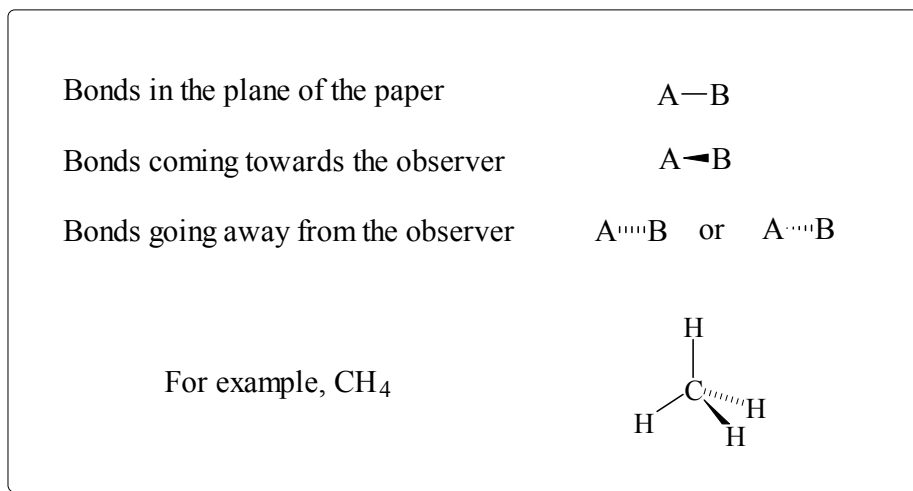 Bonds in the plane of the paper A—B
Bonds coming towards the observer A B
Bonds going away from the observer A B or A B
H
For example, CH4
C
H
H
H